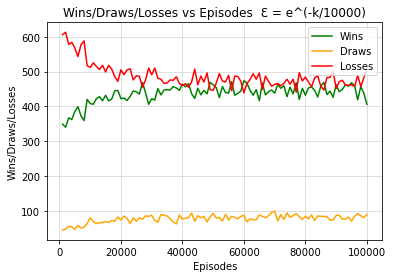 Wins/Draws/Losses vs Episodes  Ɛ = e^(-k/10000)
Wins
Draws
Losses
Wins/Draws/Losses
600
500
400
300
200
100
0
20000
40000
60000
80000
100000
Episodes